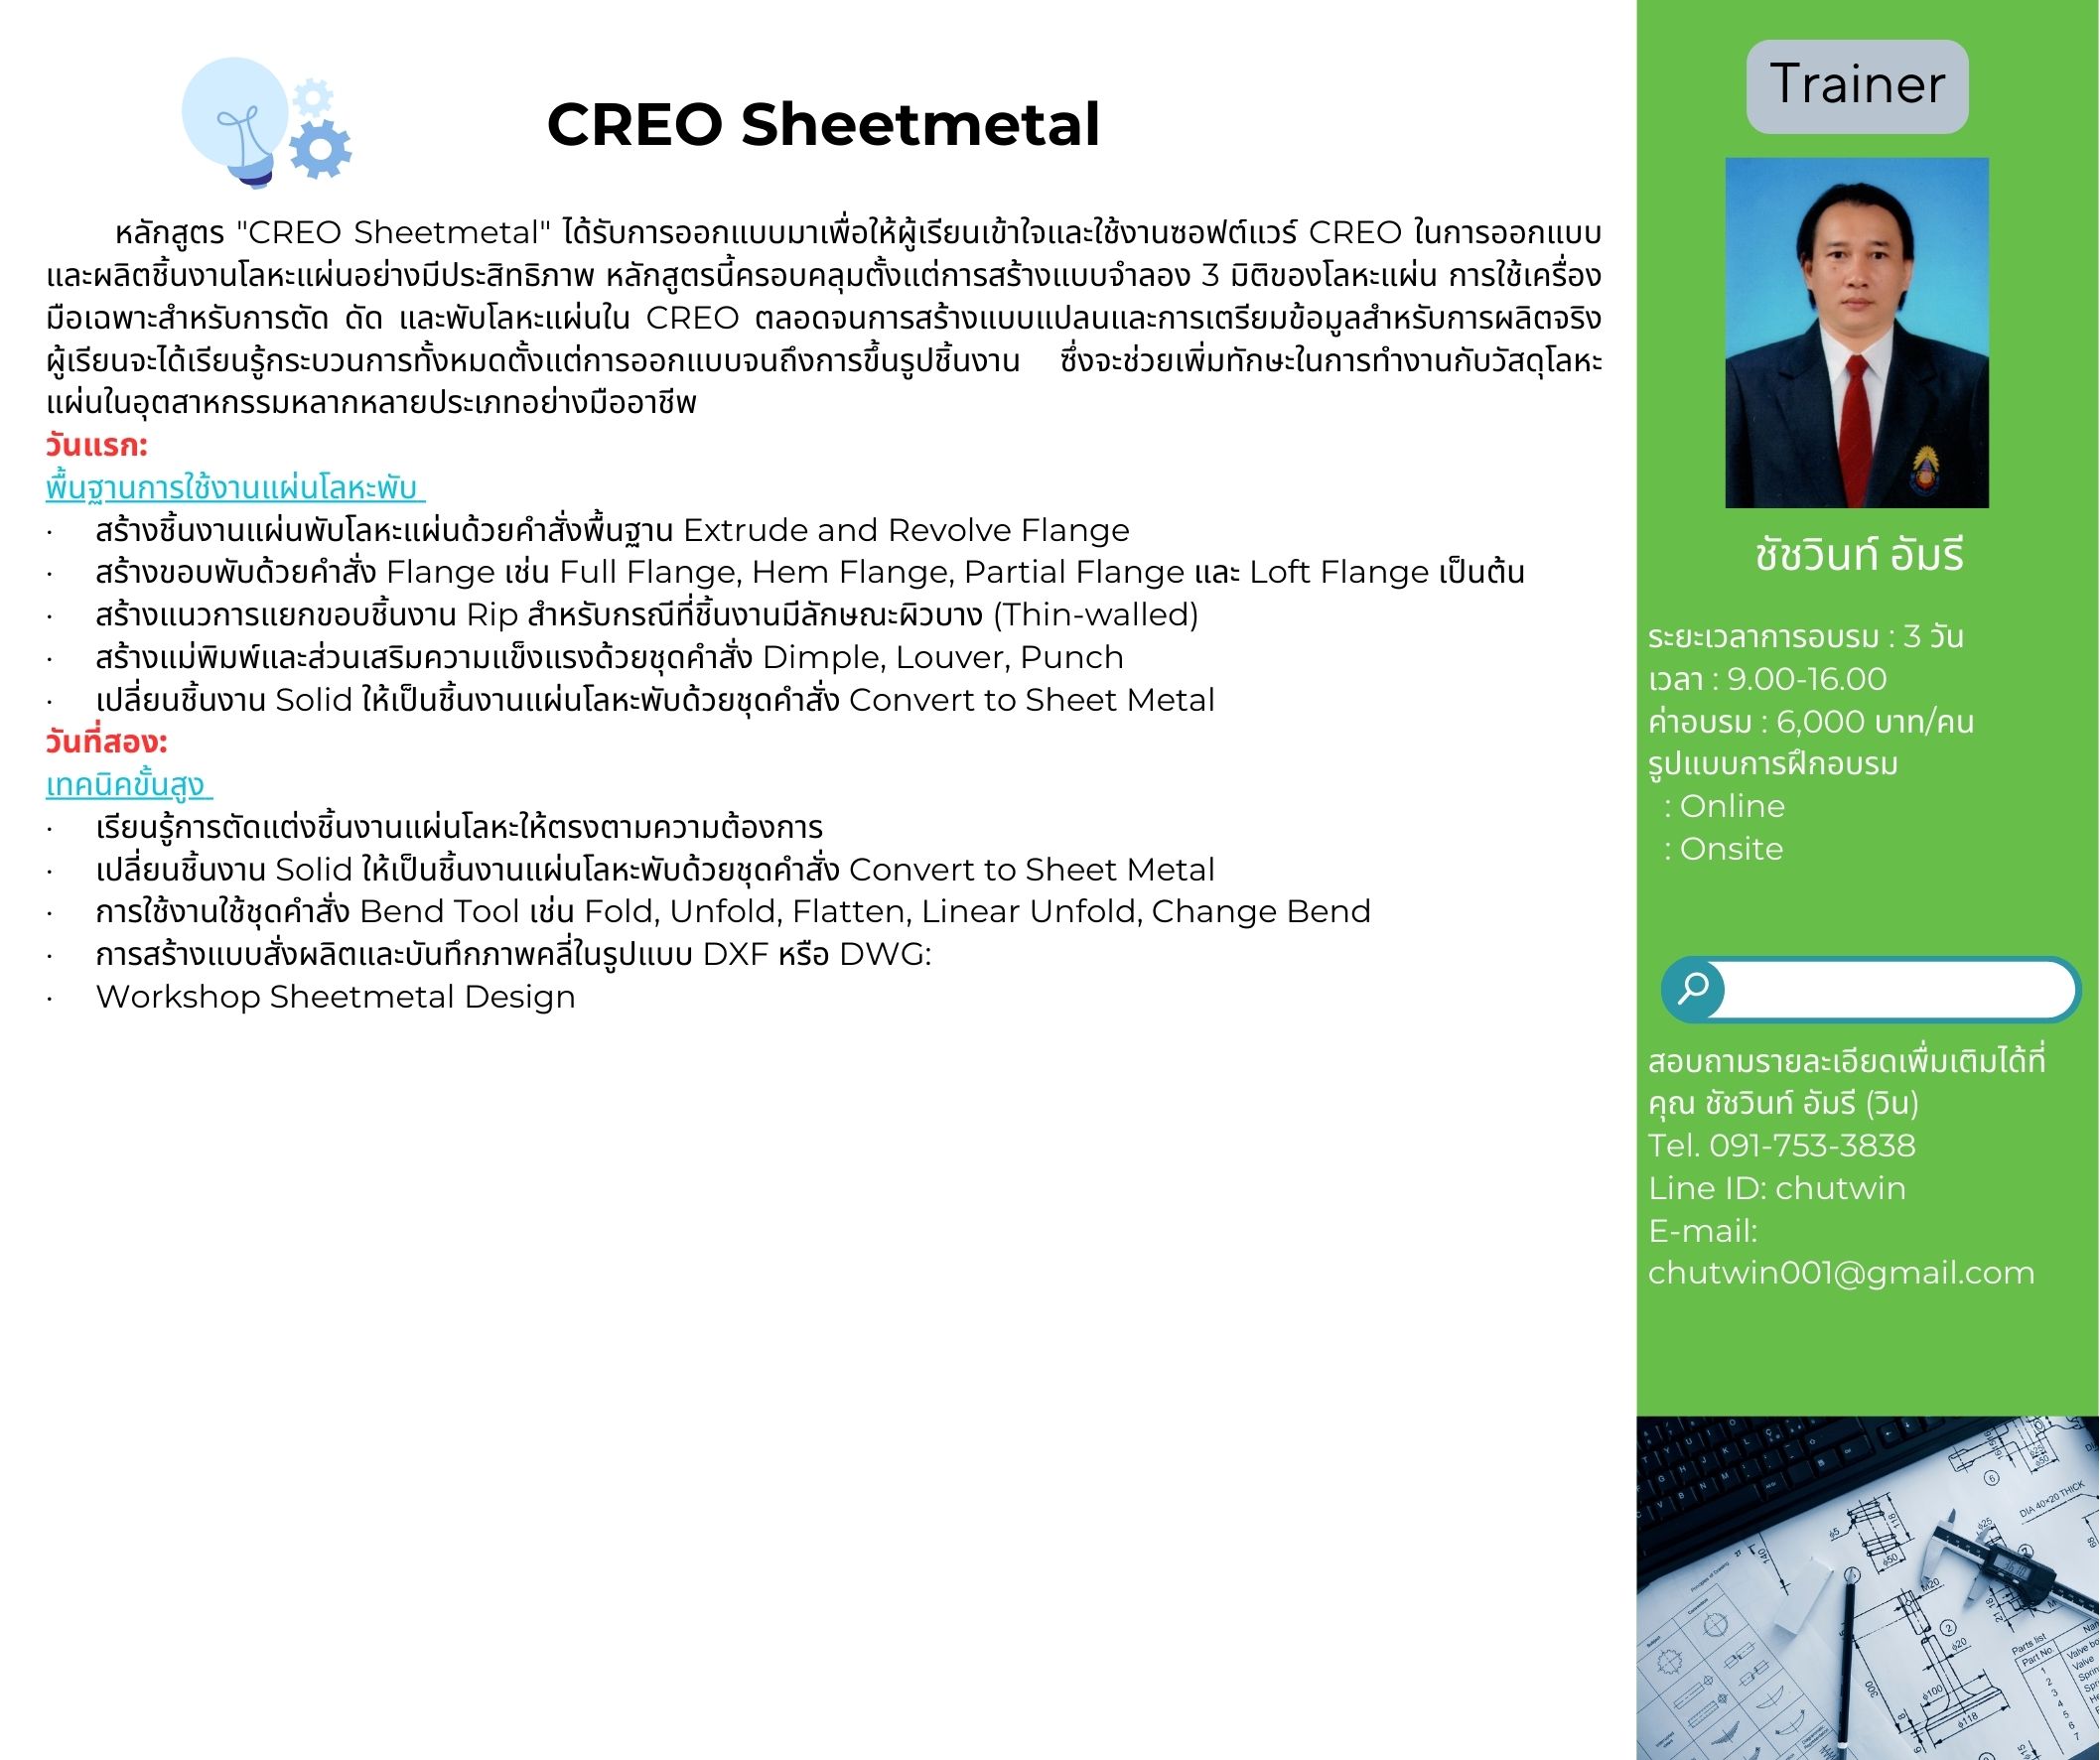 CREO Sheetmetal
หลักสูตร "CREO Sheetmetal" ได้รับการออกแบบมาเพื่อให้ผู้เรียนเข้าใจและใช้งานซอฟต์แวร์ CREO ในการออกแบบ
และผลิตชิ้นงานโลหะแผ่นอย่างมีประสิทธิภาพ หลักสูตรนี้ครอบคลุมตั้งแต่การสร้างแบบจำลอง 3 มิติของโลหะแผ่น การใช้เครื่อง
มือเฉพาะสำหรับการตัด ดัด และพับโลหะแผ่นใน CREO ตลอดจนการสร้างแบบแปลนและการเตรียมข้อมูลสำหรับการผลิตจริง
ผู้เรียนจะได้เรียนรู้กระบวนการทั้งหมดตั้งแต่การออกแบบจนถึงการขึ้นรูปชิ้นงาน ซึ่งจะช่วยเพิ่มทักษะในการทำงานกับวัสดุโลหะ
แผ่นในอุตสาหกรรมหลากหลายประเภทอย่างมืออาชีพ
วันแรก:
พื้นฐานการใช้งานแผ่นโลหะพับ
· สร้างชิ้นงานแผ่นพับโลหะแผ่นด้วยคำสั่งพื้นฐาน Extrude and Revolve Flange
· สร้างขอบพับด้วยคำสั่ง Flange เช่น Full Flange, Hem Flange, Partial Flange และ Loft Flange เป็นต้น
· สร้างแนวการแยกขอบชิ้นงาน Rip สำหรับกรณีที่ชิ้นงานมีลักษณะผิวบาง (Thin-walled)
· สร้างแม่พิมพ์และส่วนเสริมความแข็งแรงด้วยชุดคำสั่ง Dimple, Louver, Punch
· เปลี่ยนชิ้นงาน Solid ให้เป็นชิ้นงานแผ่นโลหะพับด้วยชุดคำสั่ง Convert to Sheet Metal
วันที่สอง:
เทคนิคขั้นสูง
· เรียนรู้การตัดแต่งชิ้นงานแผ่นโลหะให้ตรงตามความต้องการ
· เปลี่ยนชิ้นงาน Solid ให้เป็นชิ้นงานแผ่นโลหะพับด้วยชุดคำสั่ง Convert to Sheet Metal
· การใช้งานใช้ชุดคำสั่ง Bend Tool เช่น Fold, Unfold, Flatten, Linear Unfold, Change Bend
· การสร้างแบบสั่งผลิตและบันทึกภาพคลี่ในรูปแบบ DXF หรือ DWG:
· Workshop Sheetmetal Design
Trainer
ชัชวินท์ อัมรี
ระยะเวลาการอบรม : 3 วัน
เวลา : 9.00-16.00
ค่าอบรม : 6,000 บาท/คน
รูปแบบการฝึกอบรม
: Online
: Onsite
สอบถามรายละเอียดเพิ่มเติมได้ที่
คุณ ชัชวินท์ อัมรี (วิน)
Tel. 091-753-3838
Line ID: chutwin
E-mail:
chutwin001@gmail.com
DIA 40×20 THICK
Parts list
Part No.